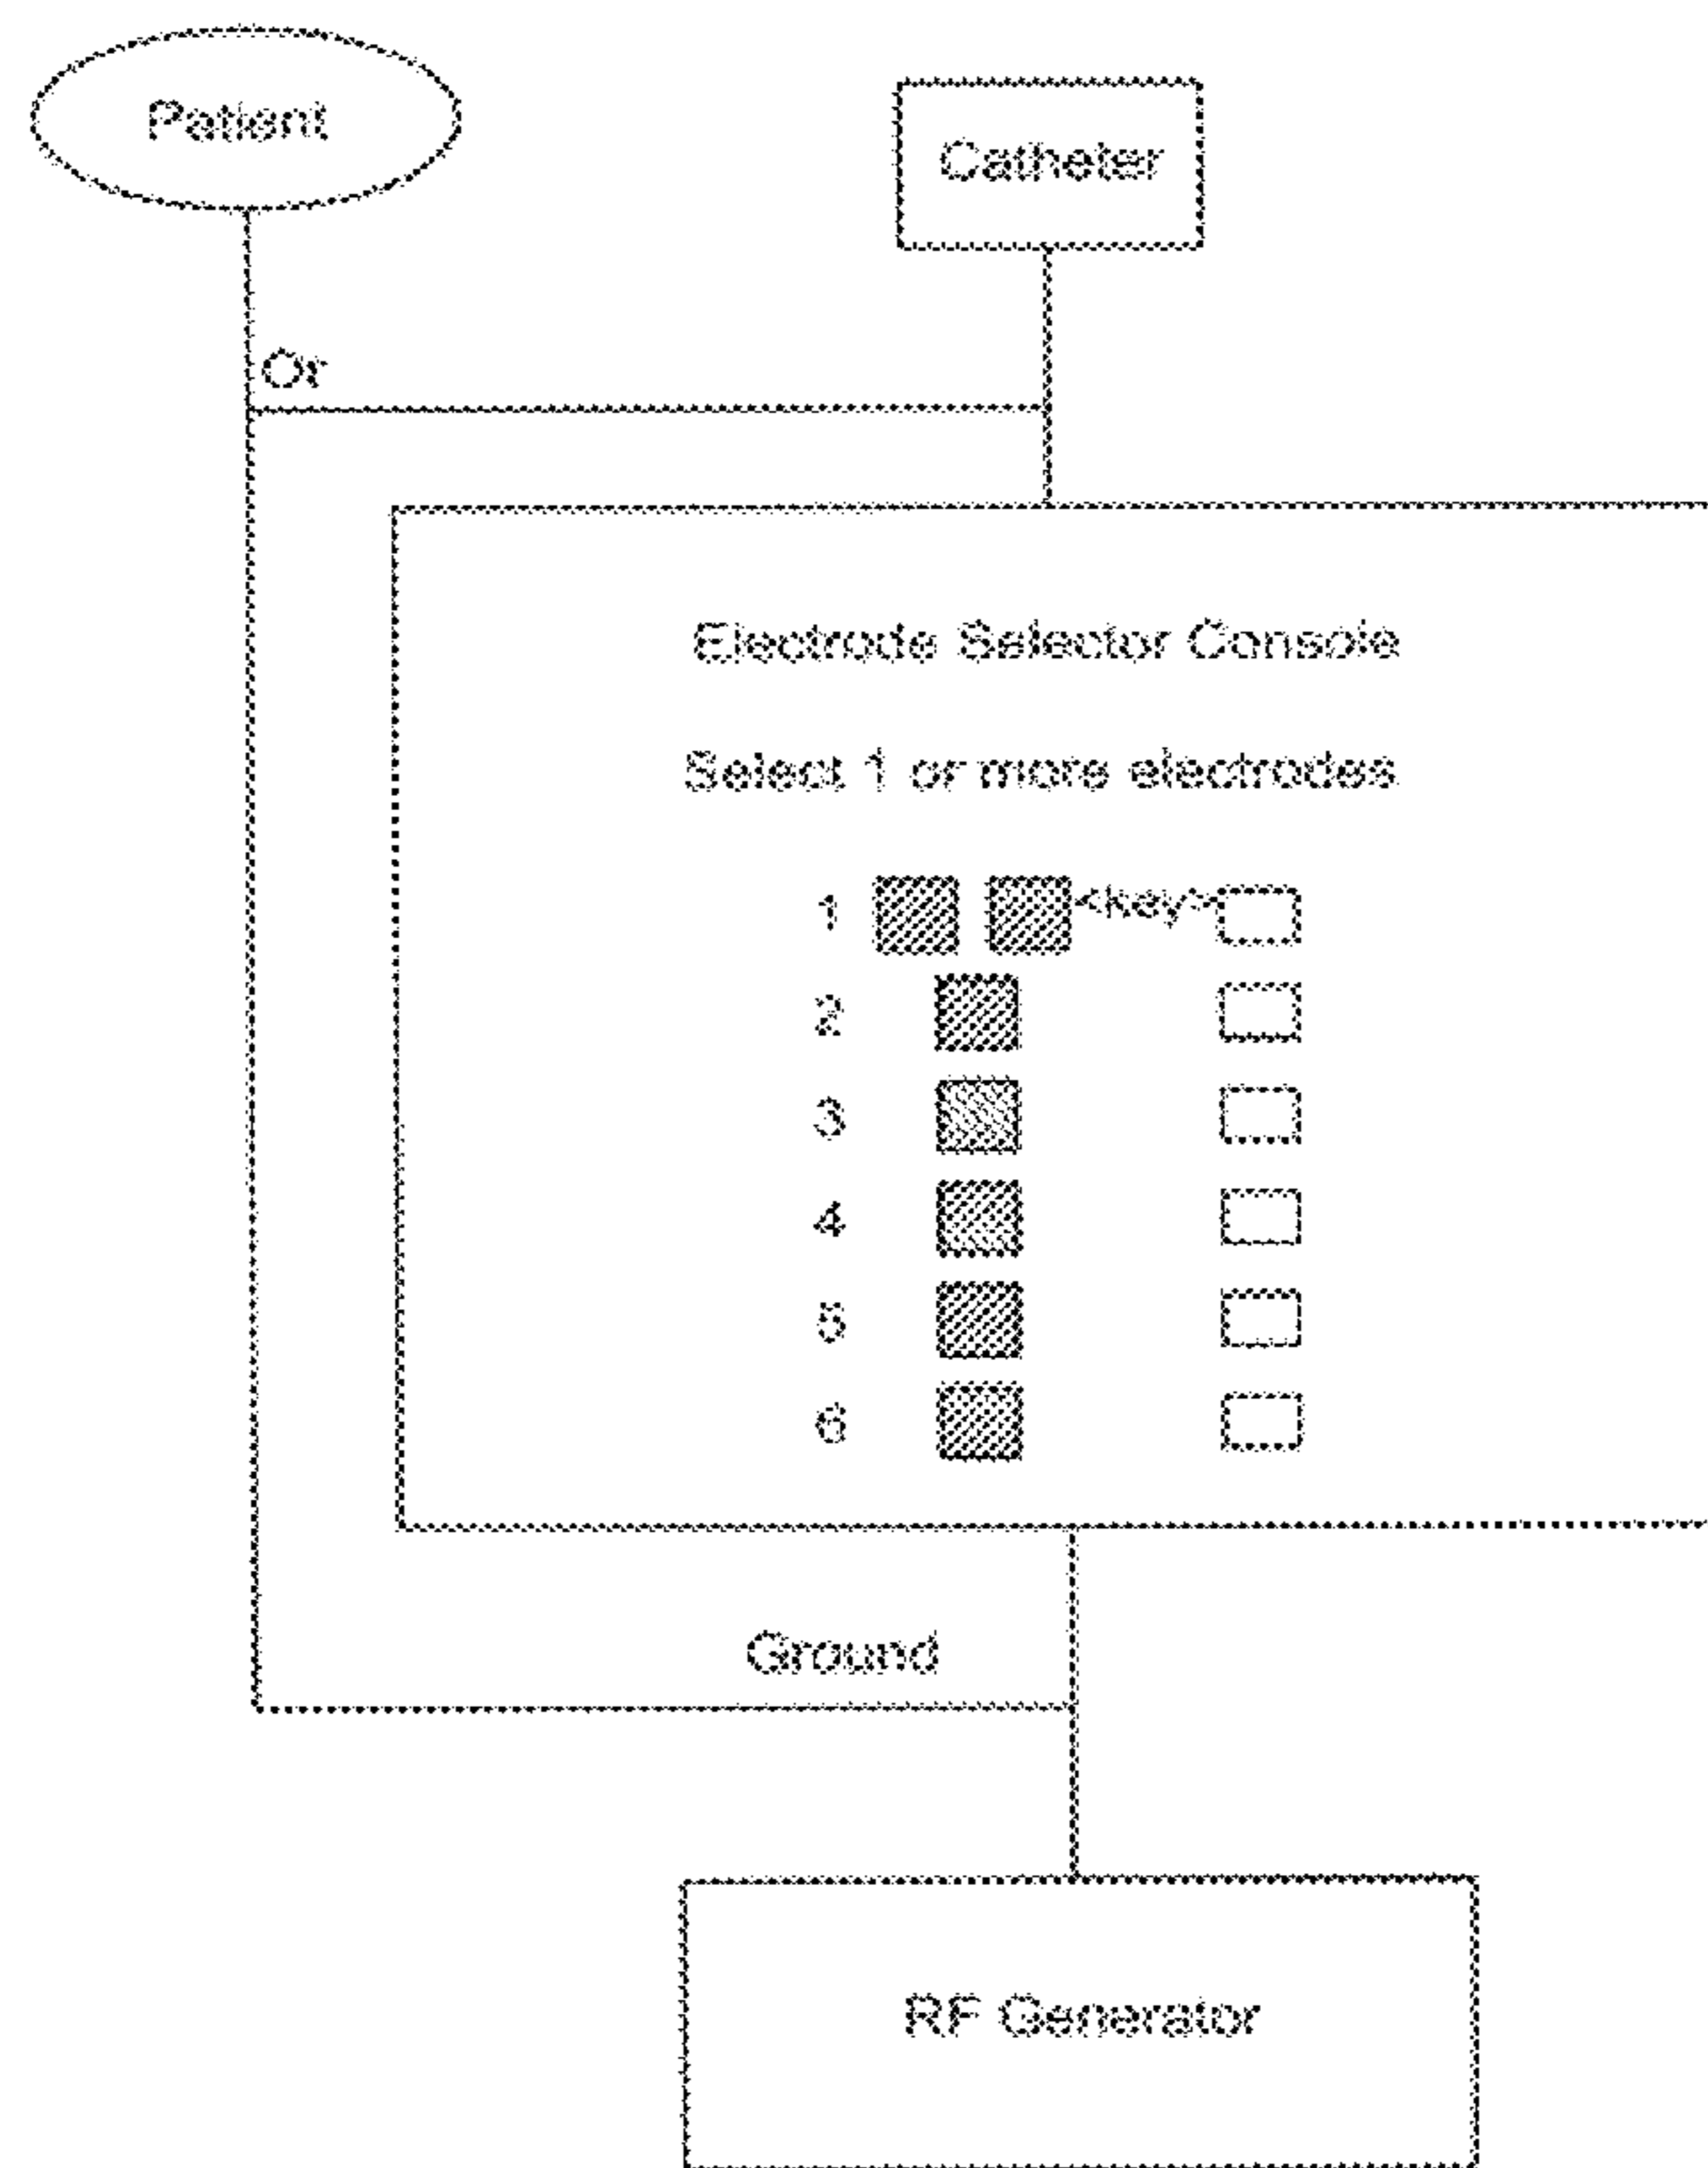 Patient
Catheter
Or
Electrode Selector Console
Select 1 or more electrodes
1 <key>
2
3
4
5
6
Ground
RF Generator